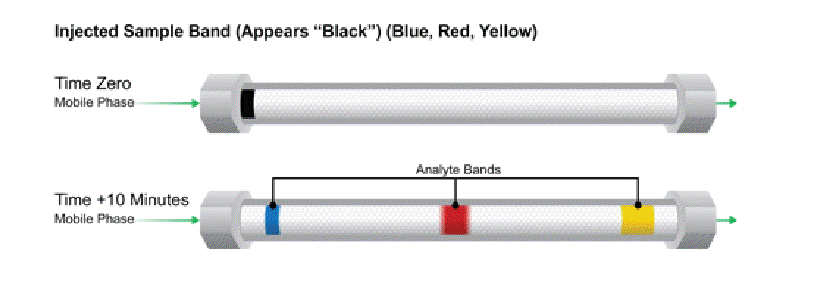 Injected Sample Band (Appears “Black”) (Blue, Red, Yellow)
Time Zero
Mobile Phase
Analyte Bands
Time +10 Minutes
Mobile Phase